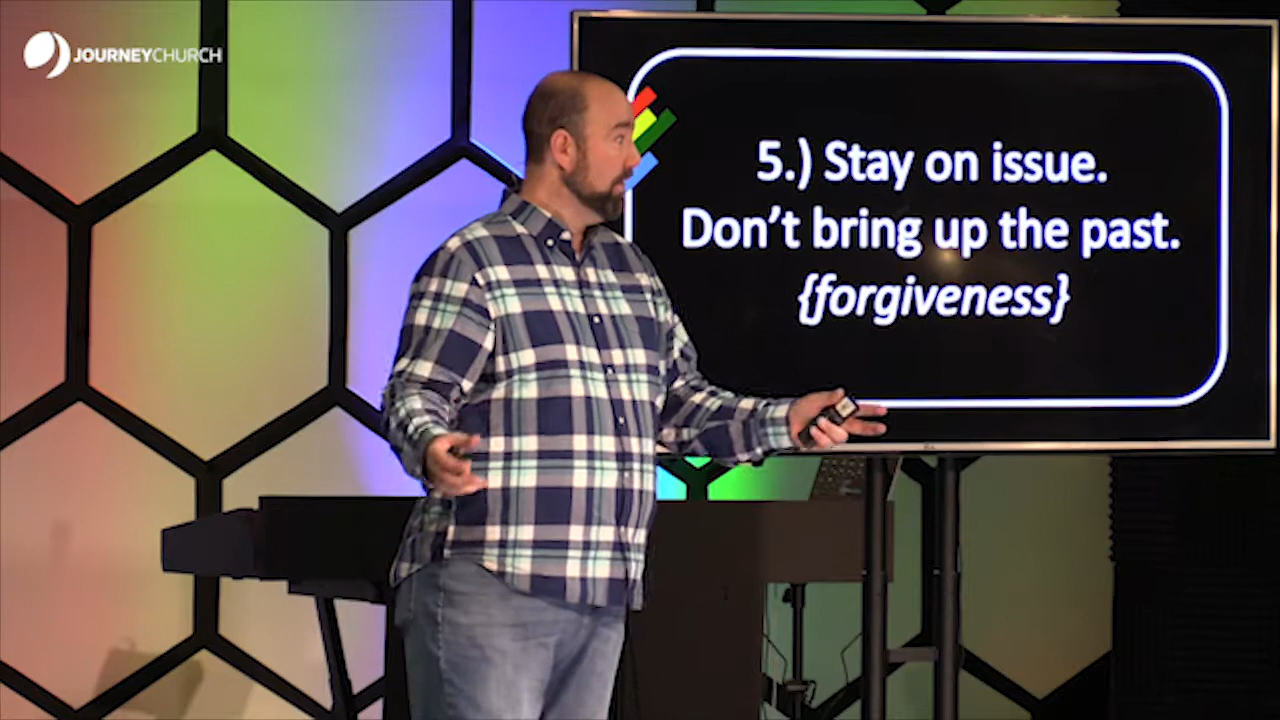 JOURNEYCHURCH
5.) Stay on issue.
Don’t bring up the past.
{forgiveness}